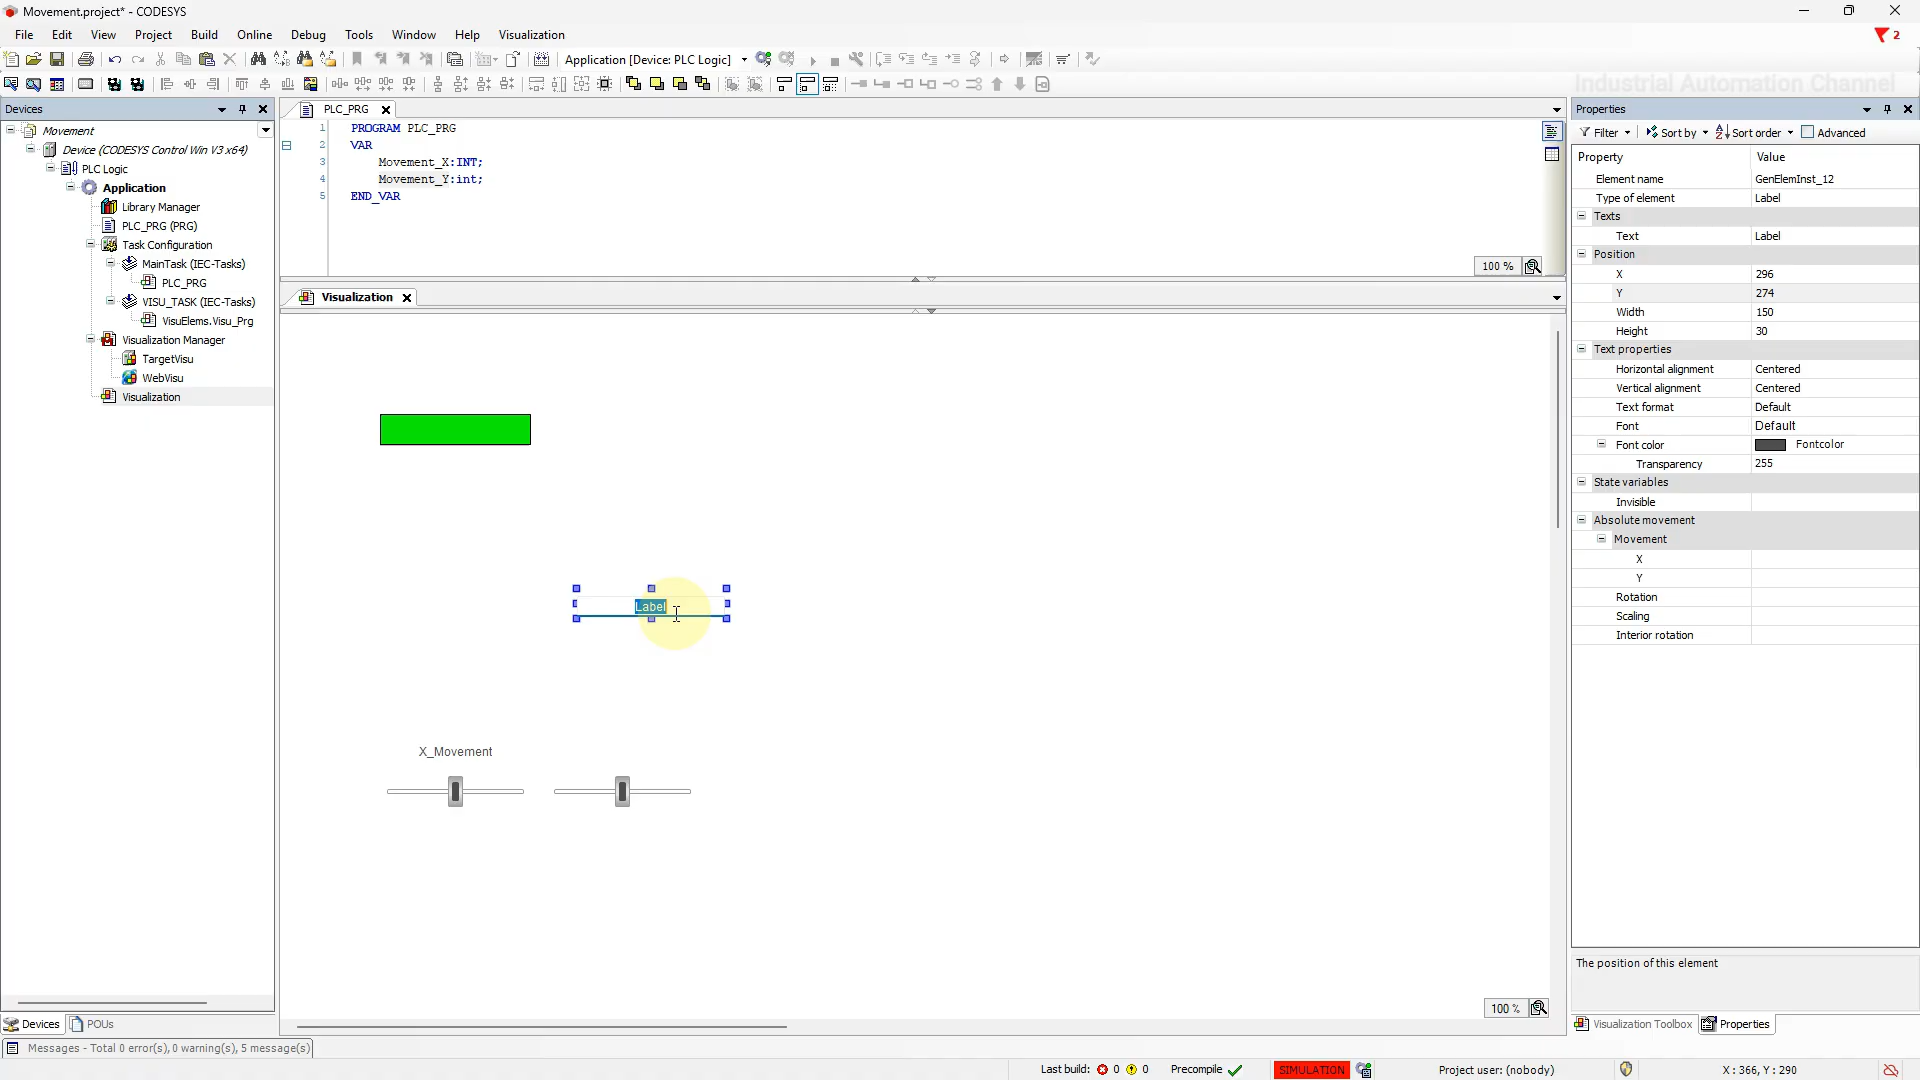 Movement.project* - CODESYS
File Edit View Project Build Online Debug Tools Window Help Visualization
2
Application [Device: PLC Logic]
Industrial Automation Channel
Devices
Movement
Device (CODESYS Control Win V3 x64)
PLC Logic
Application
Library Manager
PLC_PRG (PRG)
Task Configuration
MainTask (IEC-Tasks)
PLC_PRG
VISU_TASK (IEC-Tasks)
VisuElems.Visu_Prg
Visualization Manager
TargetVisu
WebVisu
Visualization
Devices POUs
PLC_PRG
1 PROGRAM PLC_PRG
2 VAR
3 Movement_X:INT;
4 Movement_Y:int;
5 END_VAR
100 %
Visualization
Label
X_Movement
100 %
Properties
Filter Sort by Sort order Advanced
Property Value
Element name GenElemInst_12
Type of element Label
Texts
Text Label
Position
X 296
Y 274
Width 150
Height 30
Text properties
Horizontal alignment Centered
Vertical alignment Centered
Text format Default
Font Default
Font color Fontcolor
Transparency 255
State variables
Invisible
Absolute movement
Movement
X
Y
Rotation
Scaling
Interior rotation
The position of this element
Visualization Toolbox Properties
Messages - Total 0 error(s), 0 warning(s), 5 message(s)
Last build: 0 0 Precompile SIMULATION Project user: (nobody) X : 366, Y : 290